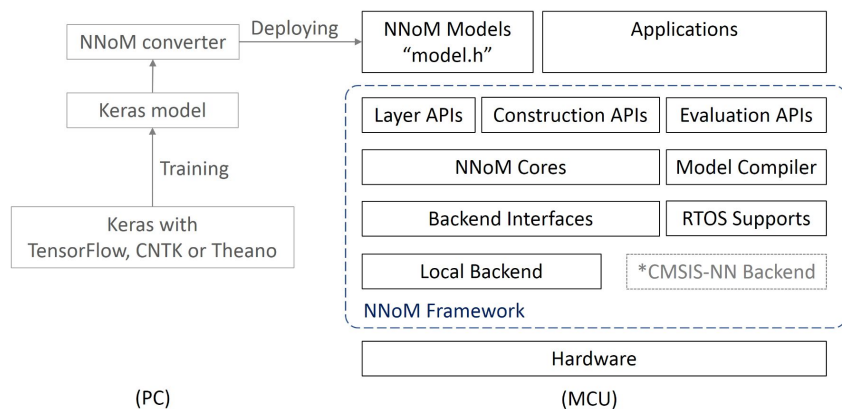 NNoM converter
Deploying
Keras model
Training
Keras with
TensorFlow, CNTK or Theano
(PC)
NNoM Models
“model.h”
Applications
Layer APIs
Construction APIs
Evaluation APIs
NNoM Cores
Model Compiler
Backend Interfaces
RTOS Supports
Local Backend
*CMSIS-NN Backend
NNoM Framework
Hardware
(MCU)